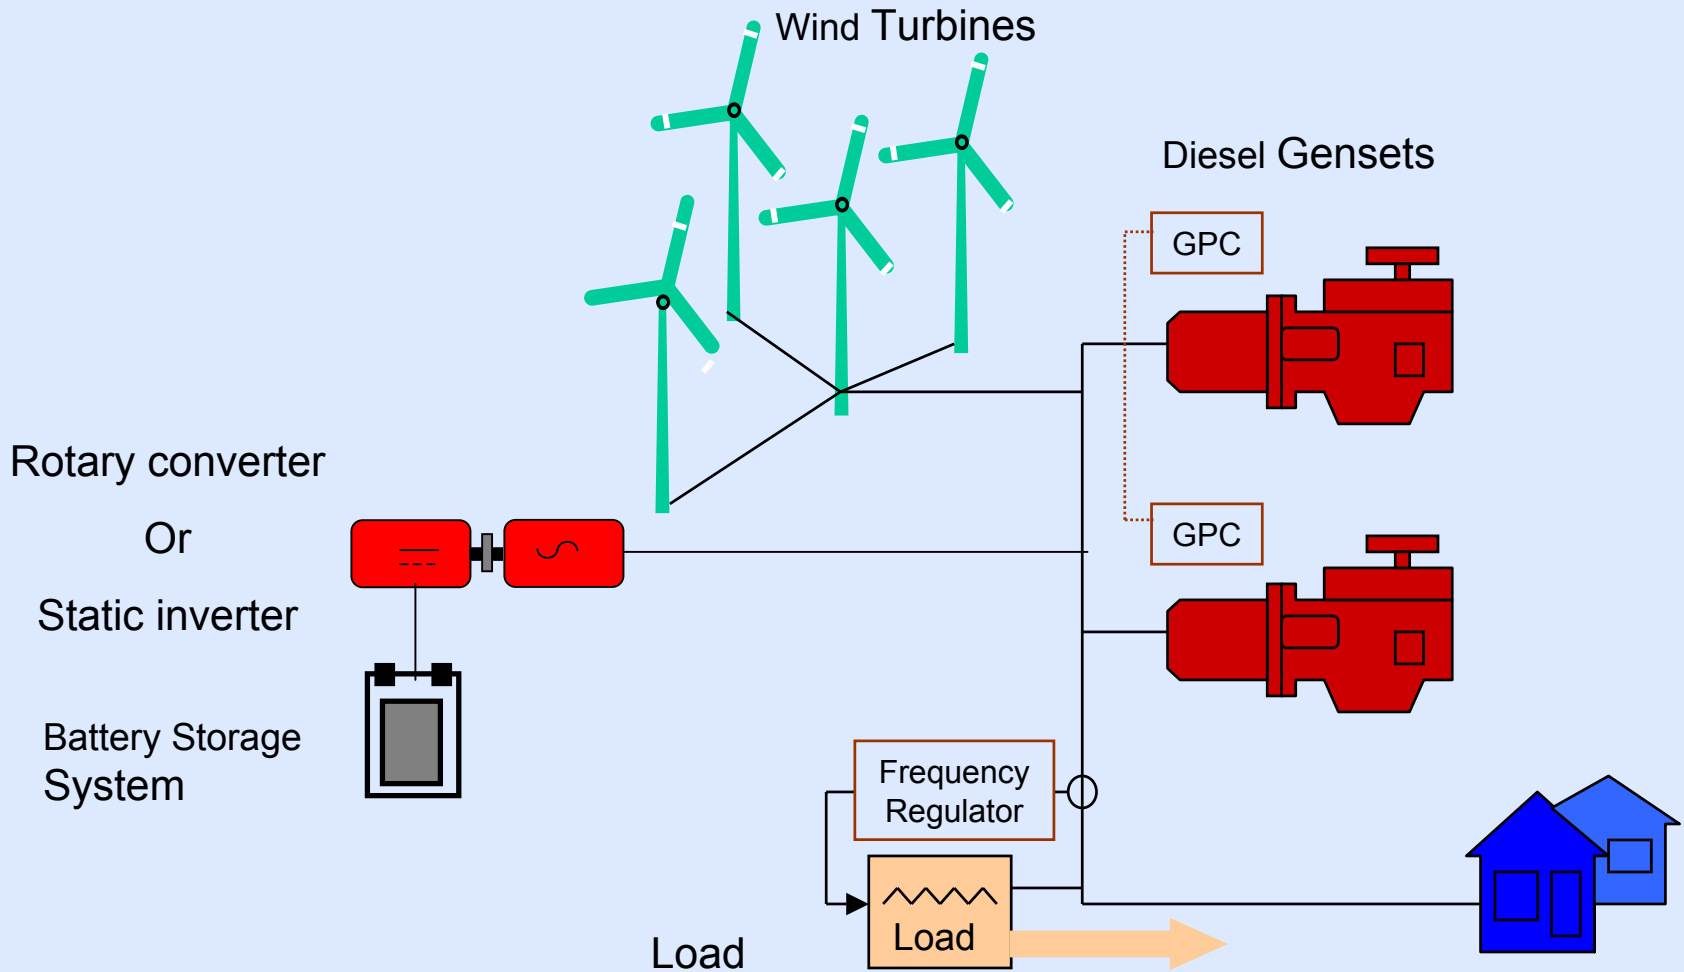 Wind Turbines
Diesel Gensets
GPC
Rotary converter
Or
GPC
Static inverter
Battery Storage
System
Frequency
Regulator
Load
Load